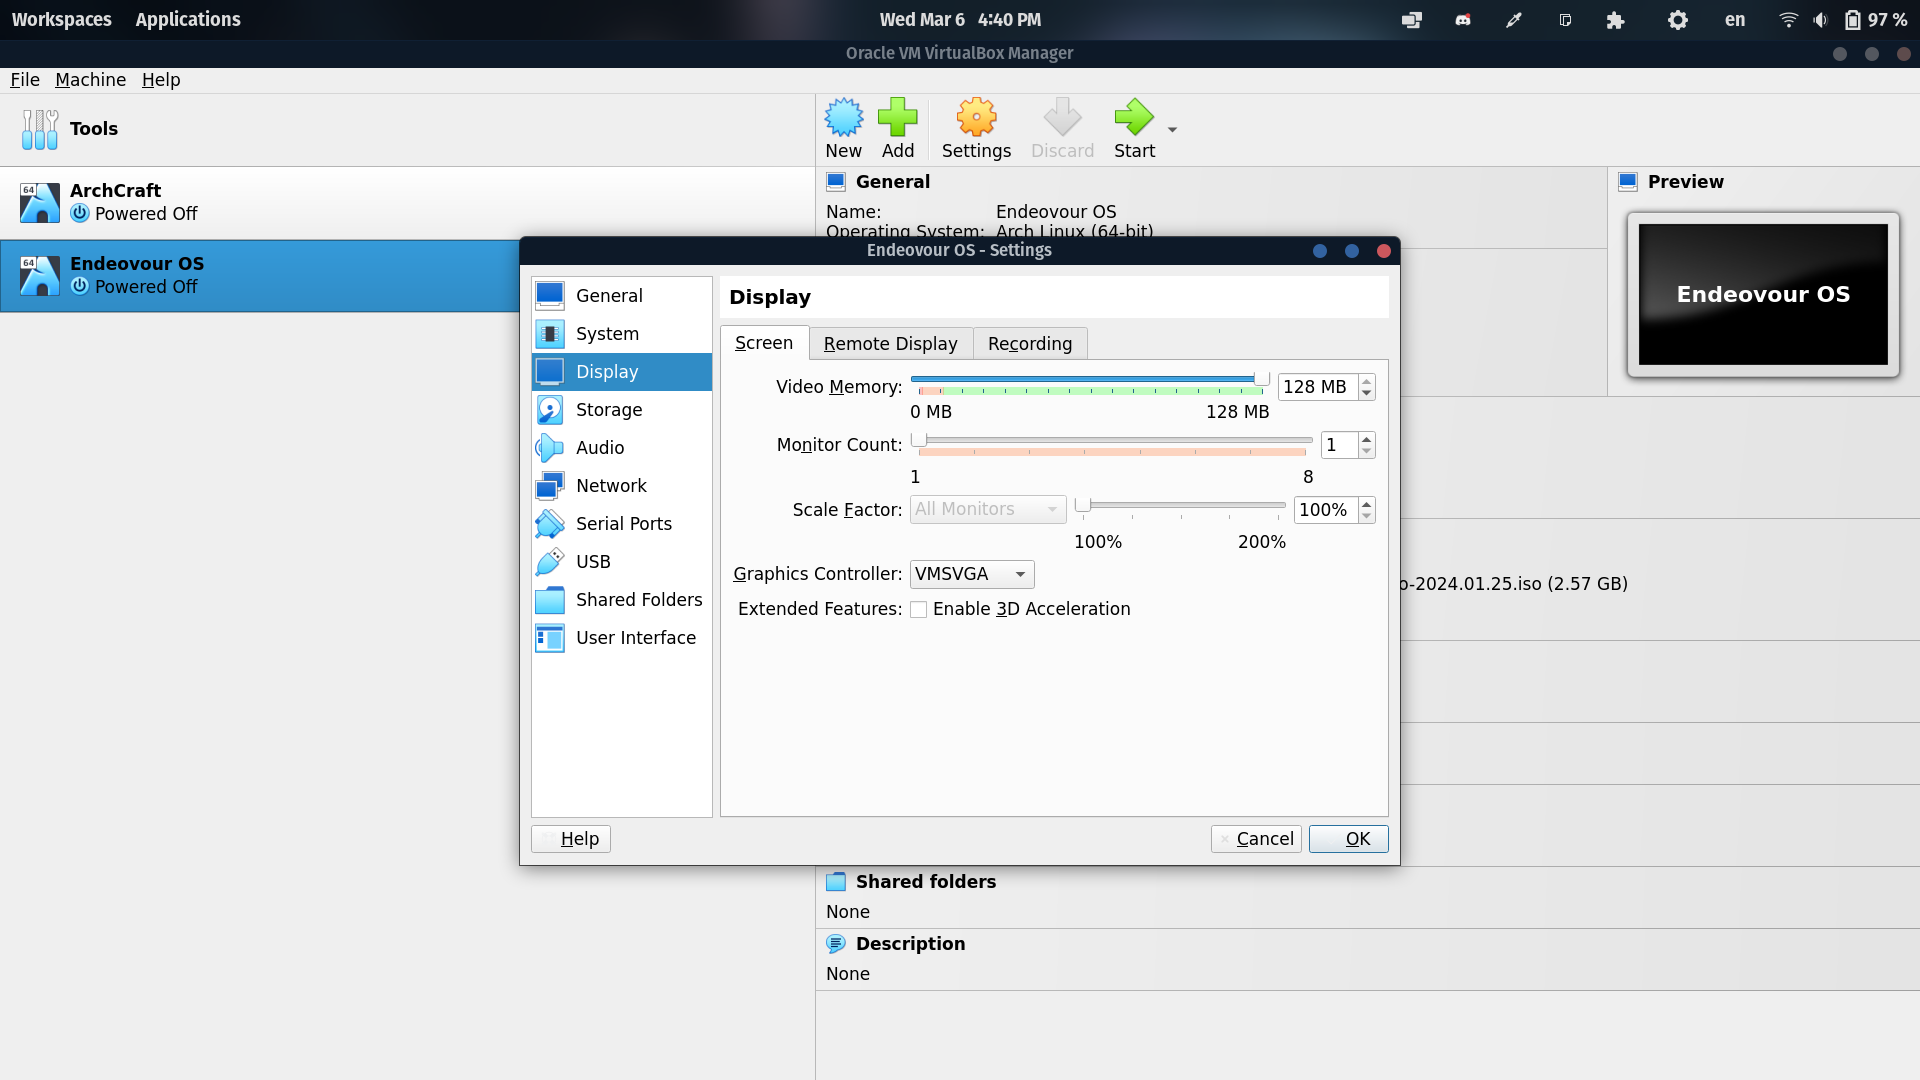 Workspaces Applications Wed Mar 6 4:40 PM en 97 %
Oracle VM VirtualBox Manager
File Machine Help
Tools
New Add Settings Discard Start
64 ArchCraft
Powered Off
64 Endeovour OS
Powered Off
General
Name: Endeovour OS
Operating System: Arch Linux (64-bit)
Preview
Endeovour OS
Endeovour OS - Settings
General
System
Display
Storage
Audio
Network
Serial Ports
USB
Shared Folders
User Interface
Display
Screen Remote Display Recording
Video Memory: 128 MB
0 MB 128 MB
Monitor Count: 1
1 8
Scale Factor: All Monitors 100%
100% 200%
Graphics Controller: VMSVGA
Extended Features: Enable 3D Acceleration
Help Cancel OK
o-2024.01.25.iso (2.57 GB)
Shared folders
None
Description
None